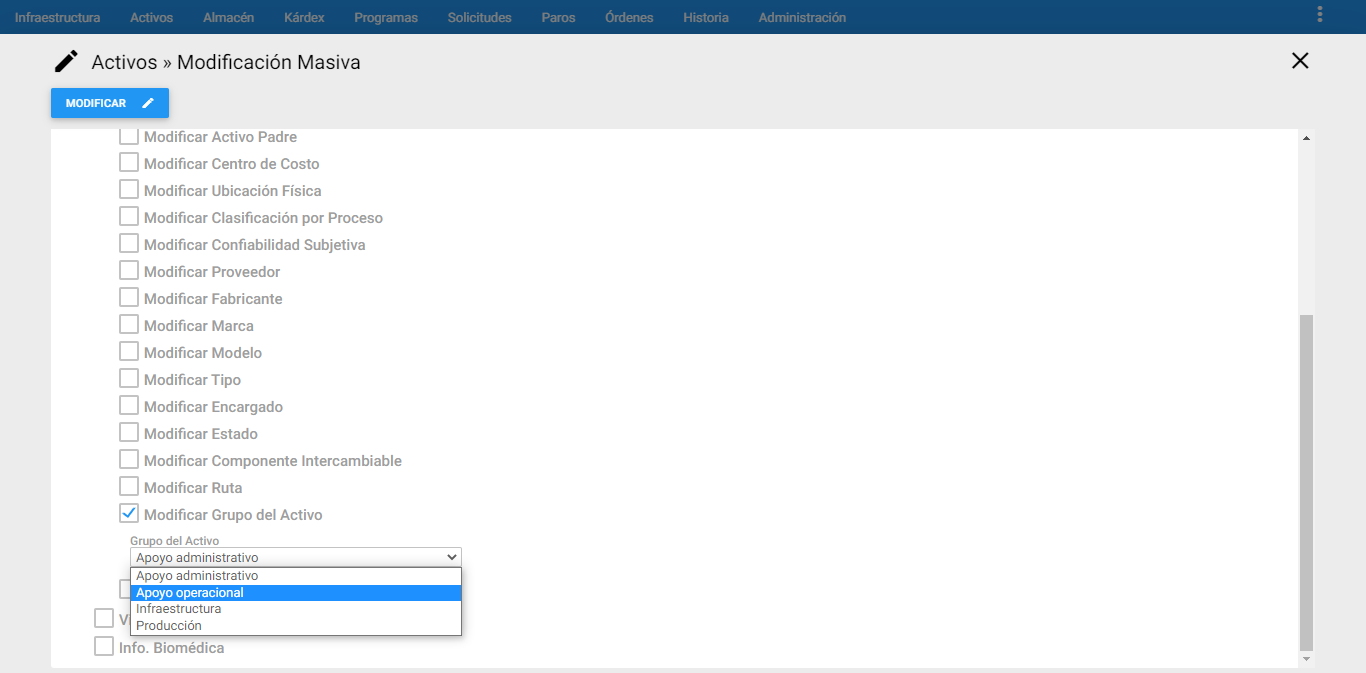 Infraestructura Activos Almacén Kárdex Programas Solicitudes Paros Órdenes Historia Administración
Activos » Modificación Masiva
MODIFICAR
Modificar Activo Padre
Modificar Centro de Costo
Modificar Ubicación Física
Modificar Clasificación por Proceso
Modificar Confiabilidad Subjetiva
Modificar Proveedor
Modificar Fabricante
Modificar Marca
Modificar Modelo
Modificar Tipo
Modificar Encargado
Modificar Estado
Modificar Componente Intercambiable
Modificar Ruta
Modificar Grupo del Activo
Grupo del Activo
Apoyo administrativo
Apoyo administrativo
Apoyo operacional
Infraestructura
Producción
Info. Biomédica